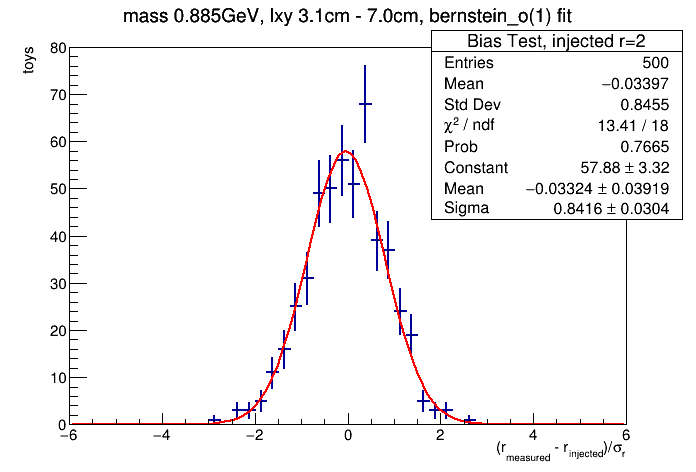 mass 0.885GeV, lxy 3.1cm - 7.0cm, bernstein_o(1) fit
Bias Test, injected r=2
Entries 500
Mean −0.03397
Std Dev 0.8455
χ² / ndf 13.41 / 18
Prob 0.7665
Constant 57.88 ± 3.32
Mean −0.03324 ± 0.03919
Sigma 0.8416 ± 0.0304
toys
80
70
60
50
40
30
20
10
0
−6 −4 −2 0 2 4 6
(r_measured - r_injected)/σ_r